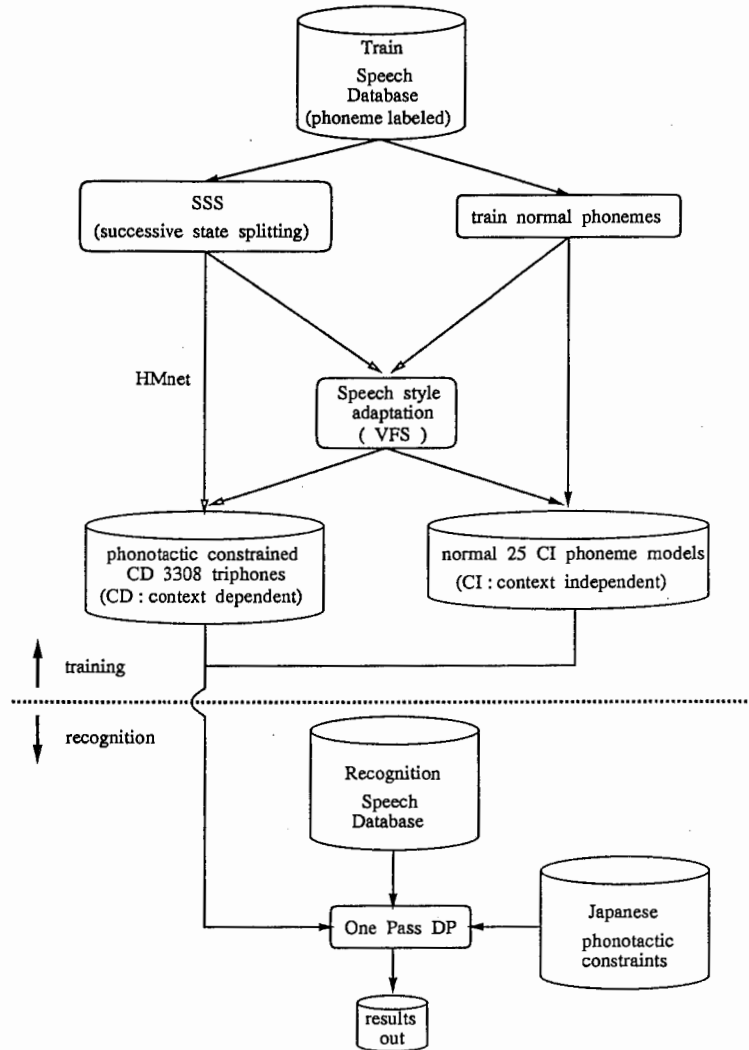 Train
Speech
Database
(phoneme labeled)
SSS
(successive state splitting)
train normal phonemes
HMnet
Speech style
adaptation
( VFS )
phonotactic constrained
CD 3308 triphones
(CD : context dependent)
normal 25 CI phoneme models
(CI : context independent)
training
recognition
Recognition
Speech
Database
One Pass DP
Japanese
phonotactic
constraints
results
out